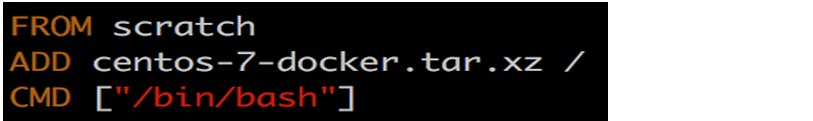 FROM scratch
ADD centos-7-docker.tar.xz /
CMD ["/bin/bash"]